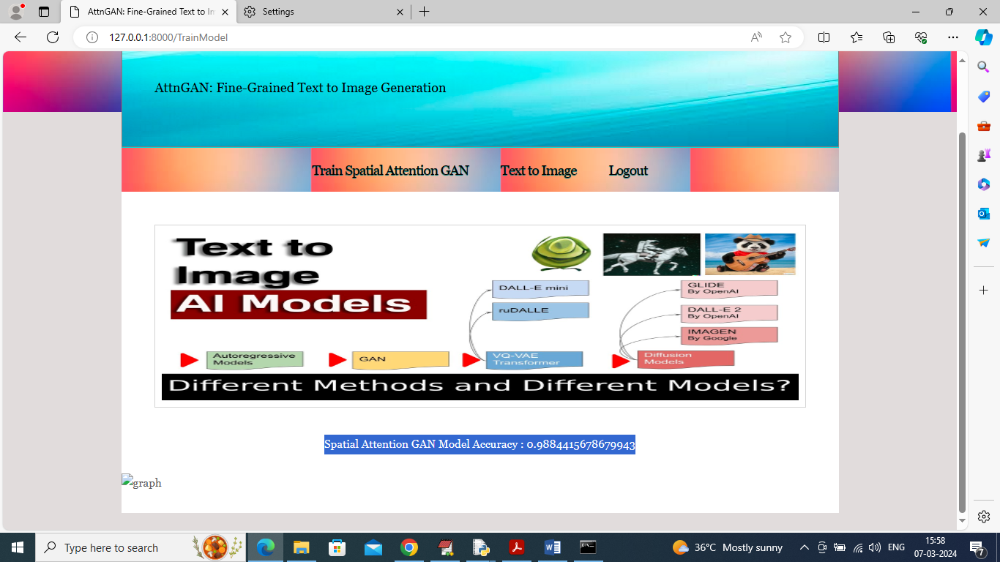 AttnGAN: Fine-Grained Text to In
Settings
127.0.0.1:8000/TrainModel
AttnGAN: Fine-Grained Text to Image Generation
Train Spatial Attention GAN
Text to Image
Logout
Text to
Image
AI Models
DALL-E mini
ruDALLE
GLIDE
By OpenAI
DALL-E 2
By OpenAI
IMAGEN
By Google
Autoregressive
Models
GAN
VQ-VAE
Transformer
Diffusion
Models
Different Methods and Different Models?
Spatial Attention GAN Model Accuracy : 0.9884415678679943
graph
Type here to search
36°C Mostly sunny
ENG
15:58
07-03-2024
7